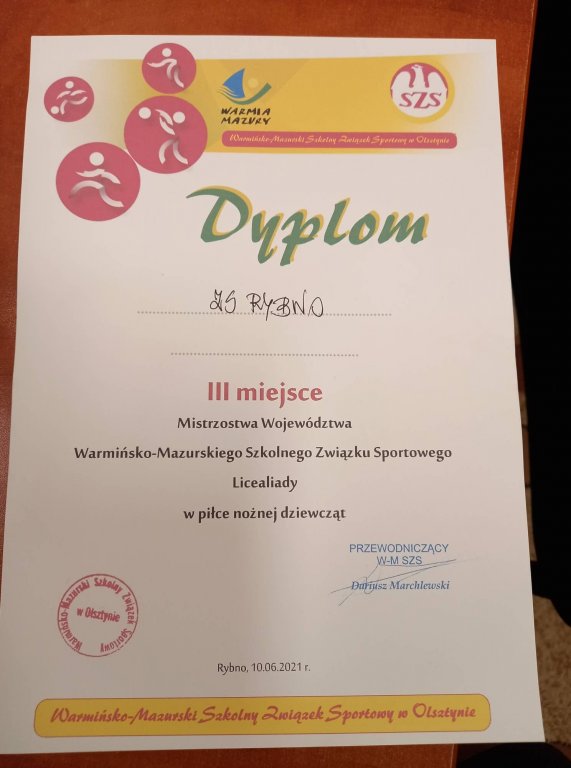 WARMIA
MAZURY
SZS
Warmińsko-Mazurski Szkolny Związek Sportowy w Olsztynie
Dyplom
ZS RYBNO
III miejsce
Mistrzostwa Województwa
Warmińsko-Mazurskiego Szkolnego Związku Sportowego
Licealiady
w piłce nożnej dziewcząt
PRZEWODNICZĄCY
W-M SZS
Dariusz Marchlewski
Warmińsko-Mazurski Szkolny Związek Sportowy
w Olsztynie
Rybno, 10.06.2021 r.
Warmińsko-Mazurski Szkolny Związek Sportowy w Olsztynie